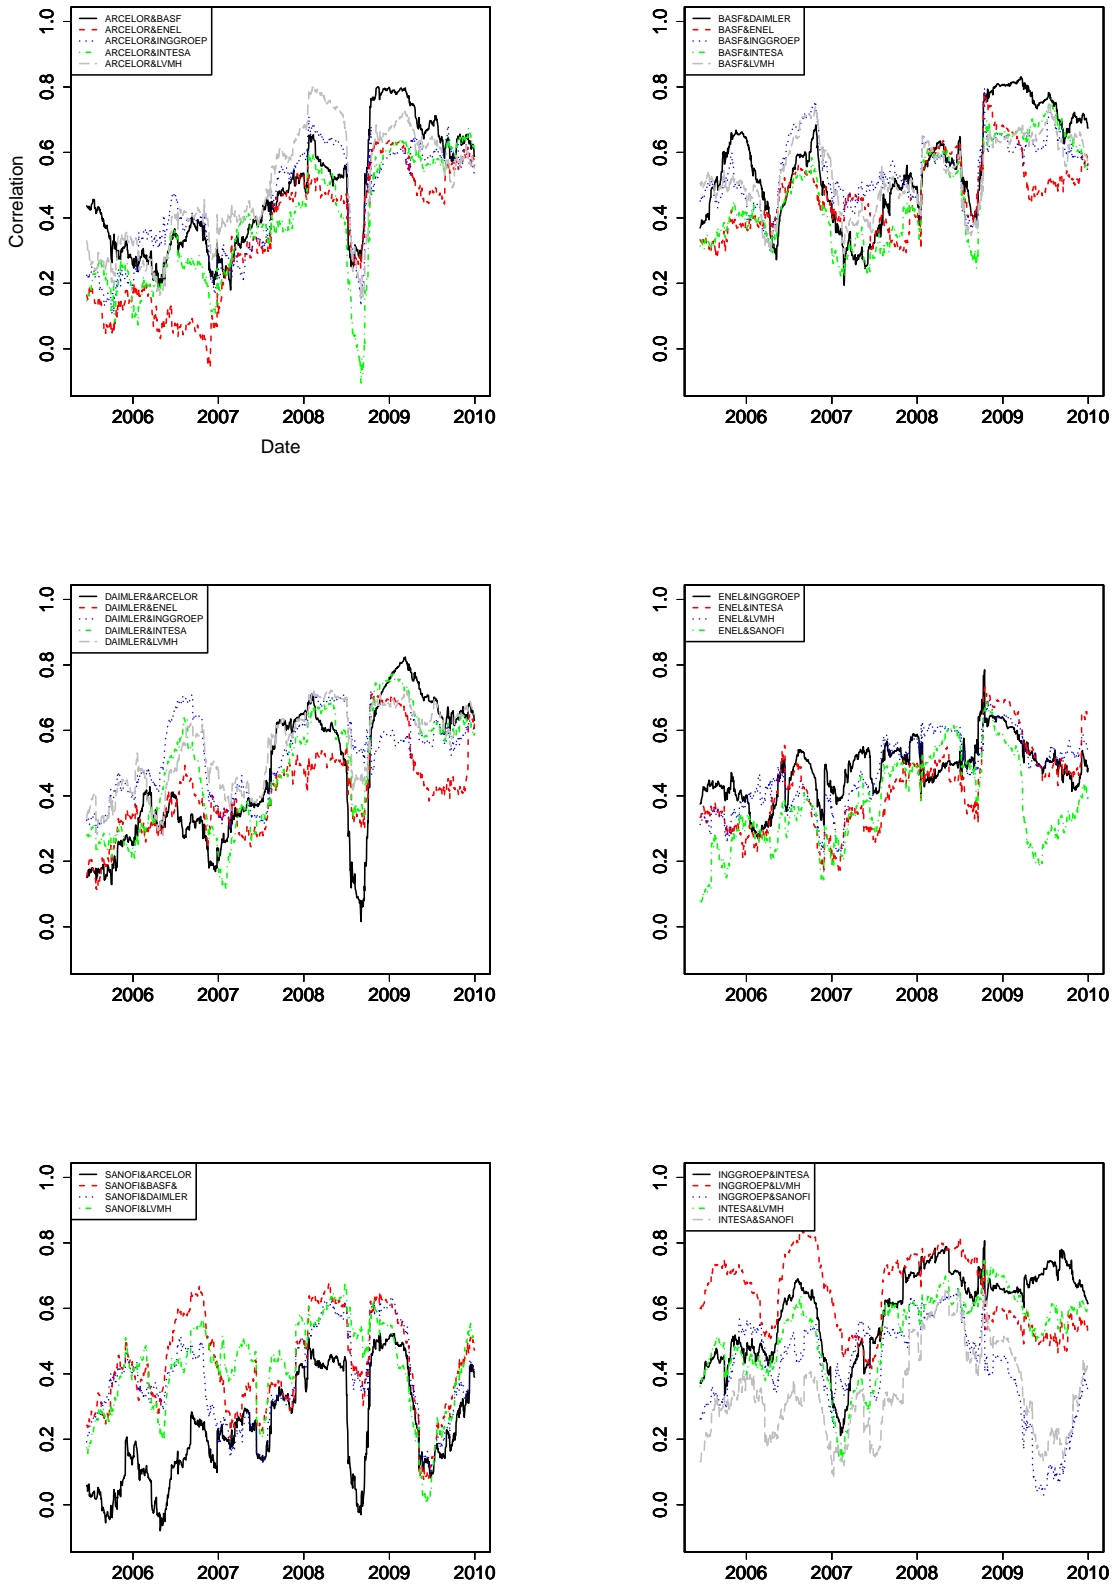 ARCELOR&BASF
ARCELOR&ENEL
ARCELOR&INGGROEP
ARCELOR&INTESA
ARCELOR&LVMH
Correlation
1.0
0.8
0.6
0.4
0.2
0.0
2006 2007 2008 2009 2010
Date
BASF&DAIMLER
BASF&ENEL
BASF&INGGROEP
BASF&INTESA
BASF&LVMH
1.0
0.8
0.6
0.4
0.2
0.0
2006 2007 2008 2009 2010
DAIMLER&ARCELOR
DAIMLER&ENEL
DAIMLER&INGGROEP
DAIMLER&INTESA
DAIMLER&LVMH
1.0
0.8
0.6
0.4
0.2
0.0
2006 2007 2008 2009 2010
ENEL&INGGROEP
ENEL&INTESA
ENEL&LVMH
ENEL&SANOFI
1.0
0.8
0.6
0.4
0.2
0.0
2006 2007 2008 2009 2010
SANOFI&ARCELOR
SANOFI&BASF&
SANOFI&DAIMLER
SANOFI&LVMH
1.0
0.8
0.6
0.4
0.2
0.0
2006 2007 2008 2009 2010
INGGROEP&INTESA
INGGROEP&LVMH
INGGROEP&SANOFI
INTESA&LVMH
INTESA&SANOFI
1.0
0.8
0.6
0.4
0.2
0.0
2006 2007 2008 2009 2010